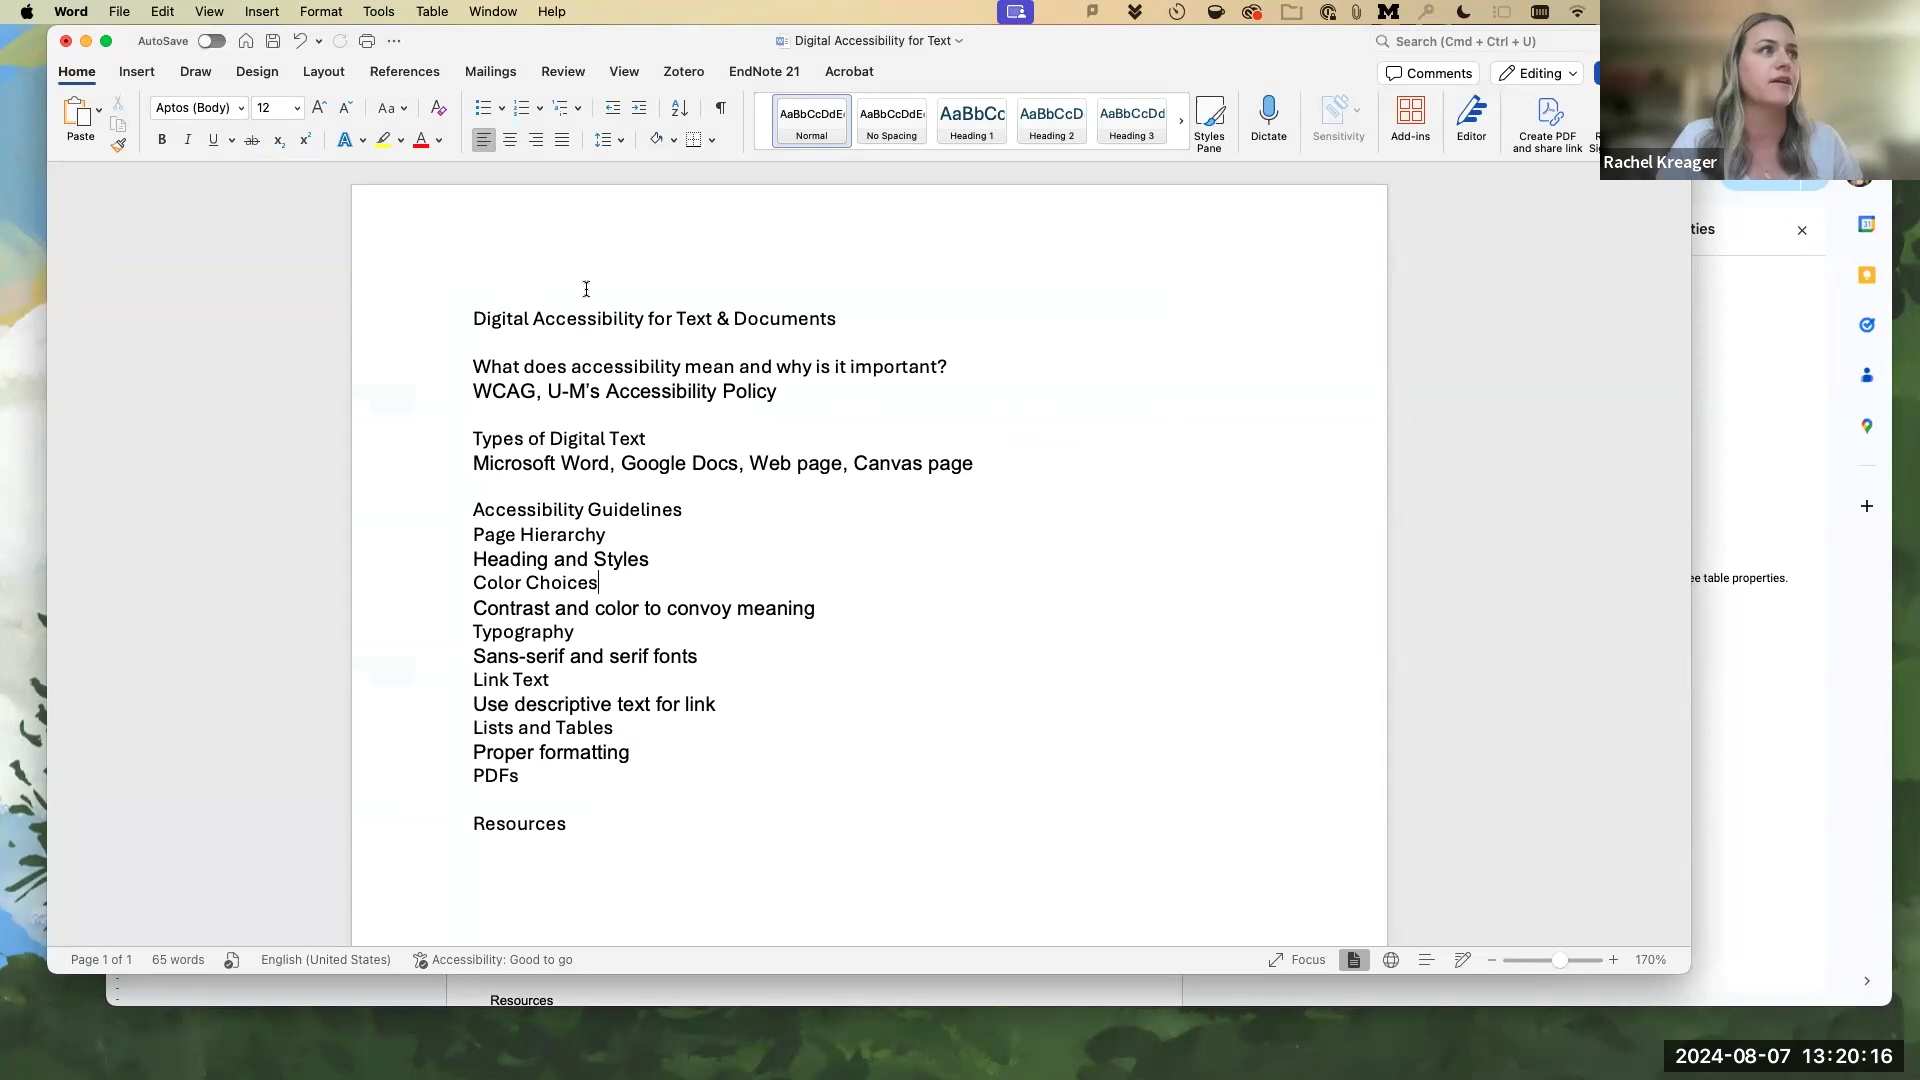 Word File Edit View Insert Format Tools Table Window Help
AutoSave Digital Accessibility for Text Search (Cmd + Ctrl + U)
Home Insert Draw Design Layout References Mailings Review View Zotero EndNote 21 Acrobat Comments Editing
Paste Aptos (Body) 12 Aa
AaBbCcDdE AaBbCcDdE AaBbCc AaBbCcD AaBbCcDd
Normal No Spacing Heading 1 Heading 2 Heading 3
Styles Pane Dictate Sensitivity Add-ins Editor Create PDF and share link
Rachel Kreager
Digital Accessibility for Text & Documents
What does accessibility mean and why is it important?
WCAG, U-M’s Accessibility Policy
Types of Digital Text
Microsoft Word, Google Docs, Web page, Canvas page
Accessibility Guidelines
Page Hierarchy
Heading and Styles
Color Choices
Contrast and color to convoy meaning
Typography
Sans-serif and serif fonts
Link Text
Use descriptive text for link
Lists and Tables
Proper formatting
PDFs
Resources
ties
ee table properties.
Page 1 of 1 65 words English (United States) Accessibility: Good to go Focus 170%
Resources
2024-08-07 13:20:16